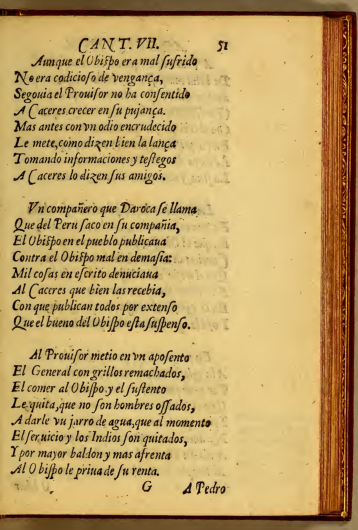 CANT. VII. 51
Aunque el Obiſpo era mal ſufrido
No era codicioſo de vengança,
Segouia el Prouiſor no ha conſentido
A Caceres crecer en ſu pujança.
Mas antes con vn odio encrudecido
Le mete, como dizen bien la lança
Tomando informaciones y teſtegos
A Caceres lo dizen ſus amigos.
Vn compañero que Daroca ſe llama
Que del Peru ſaco en ſu compañia,
El Obiſpo en el pueblo publicaua
Contra el Obiſpo mal en demaſia:
Mil coſas en eſcrito denuciaua
Al Caceres que bien las recebia,
Con que publican todos por extenſo
Que el bueno del Obiſpo eſta ſuſpenſo.
Al Prouiſor metio en vn apoſento
El General con grillos remachados,
El comer al Obiſpo y el ſuſtento
Le quita, que no ſon hombres oſſados,
A darle vu jarro de agua, que al momento
El ſeruicio y los Indios ſon quitados,
Y por mayor baldon y mas afrenta
Al Obiſpo le priua de ſu renta.
G A Pedro